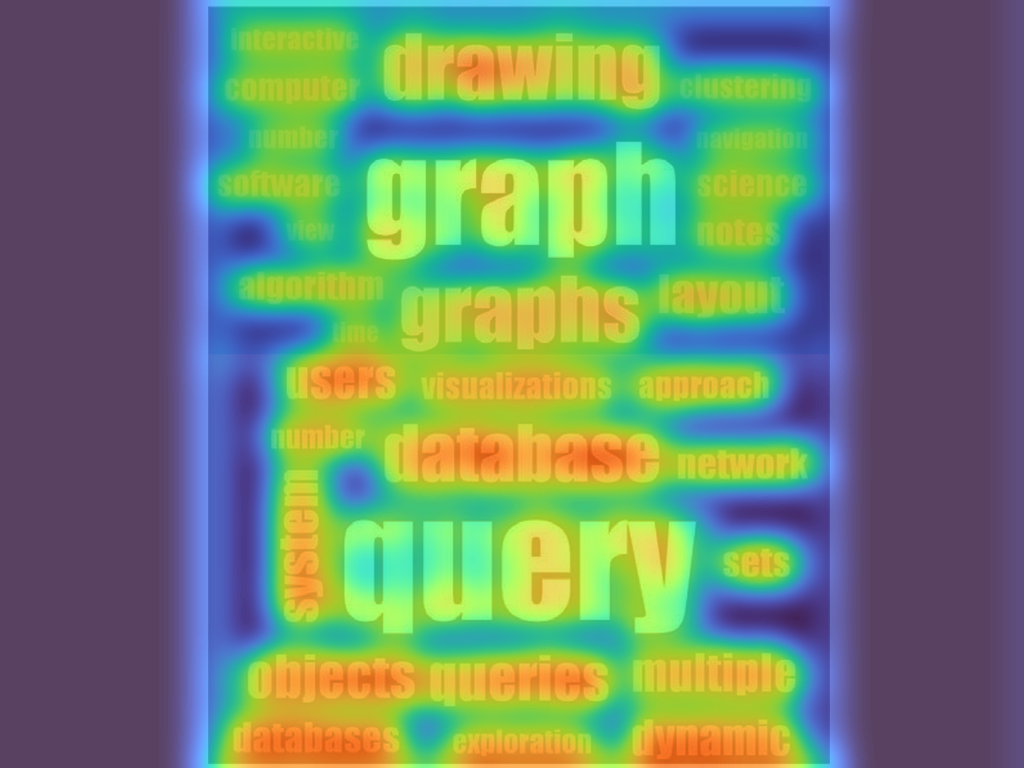 interactive drawing
computer clustering
number navigation
software graph science
view notes
algorithm graphs layout
time
users visualizations approach
number database network
system query sets
objects queries multiple
databases exploration dynamic